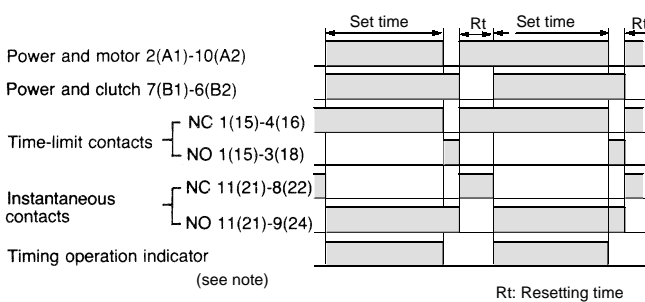 Set time Rt Set time Rt
Power and motor 2(A1)-10(A2)
Power and clutch 7(B1)-6(B2)
NC 1(15)-4(16)
Time-limit contacts
NO 1(15)-3(18)
NC 11(21)-8(22)
Instantaneous
contacts
NO 11(21)-9(24)
Timing operation indicator
(see note)
Rt: Resetting time